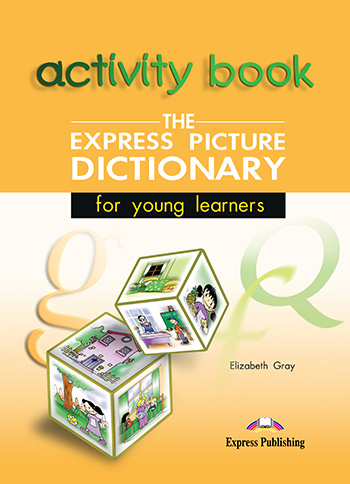 activity book
THE
EXPRESS PICTURE
DICTIONARY
for young learners
g
f
Q
Elizabeth Gray
Express Publishing